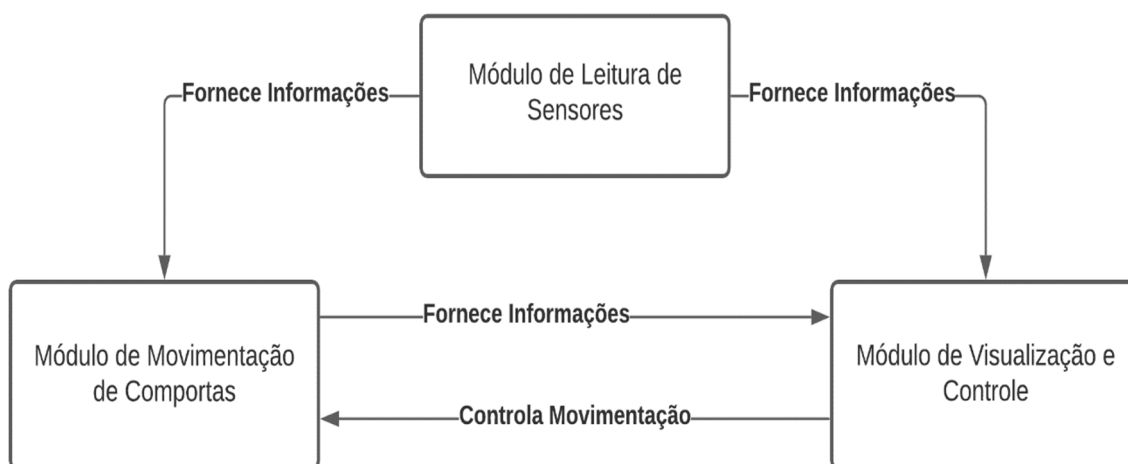 Módulo de Leitura de
Sensores
Fornece Informações
Fornece Informações
Módulo de Movimentação
de Comportas
Fornece Informações
Controla Movimentação
Módulo de Visualização e
Controle